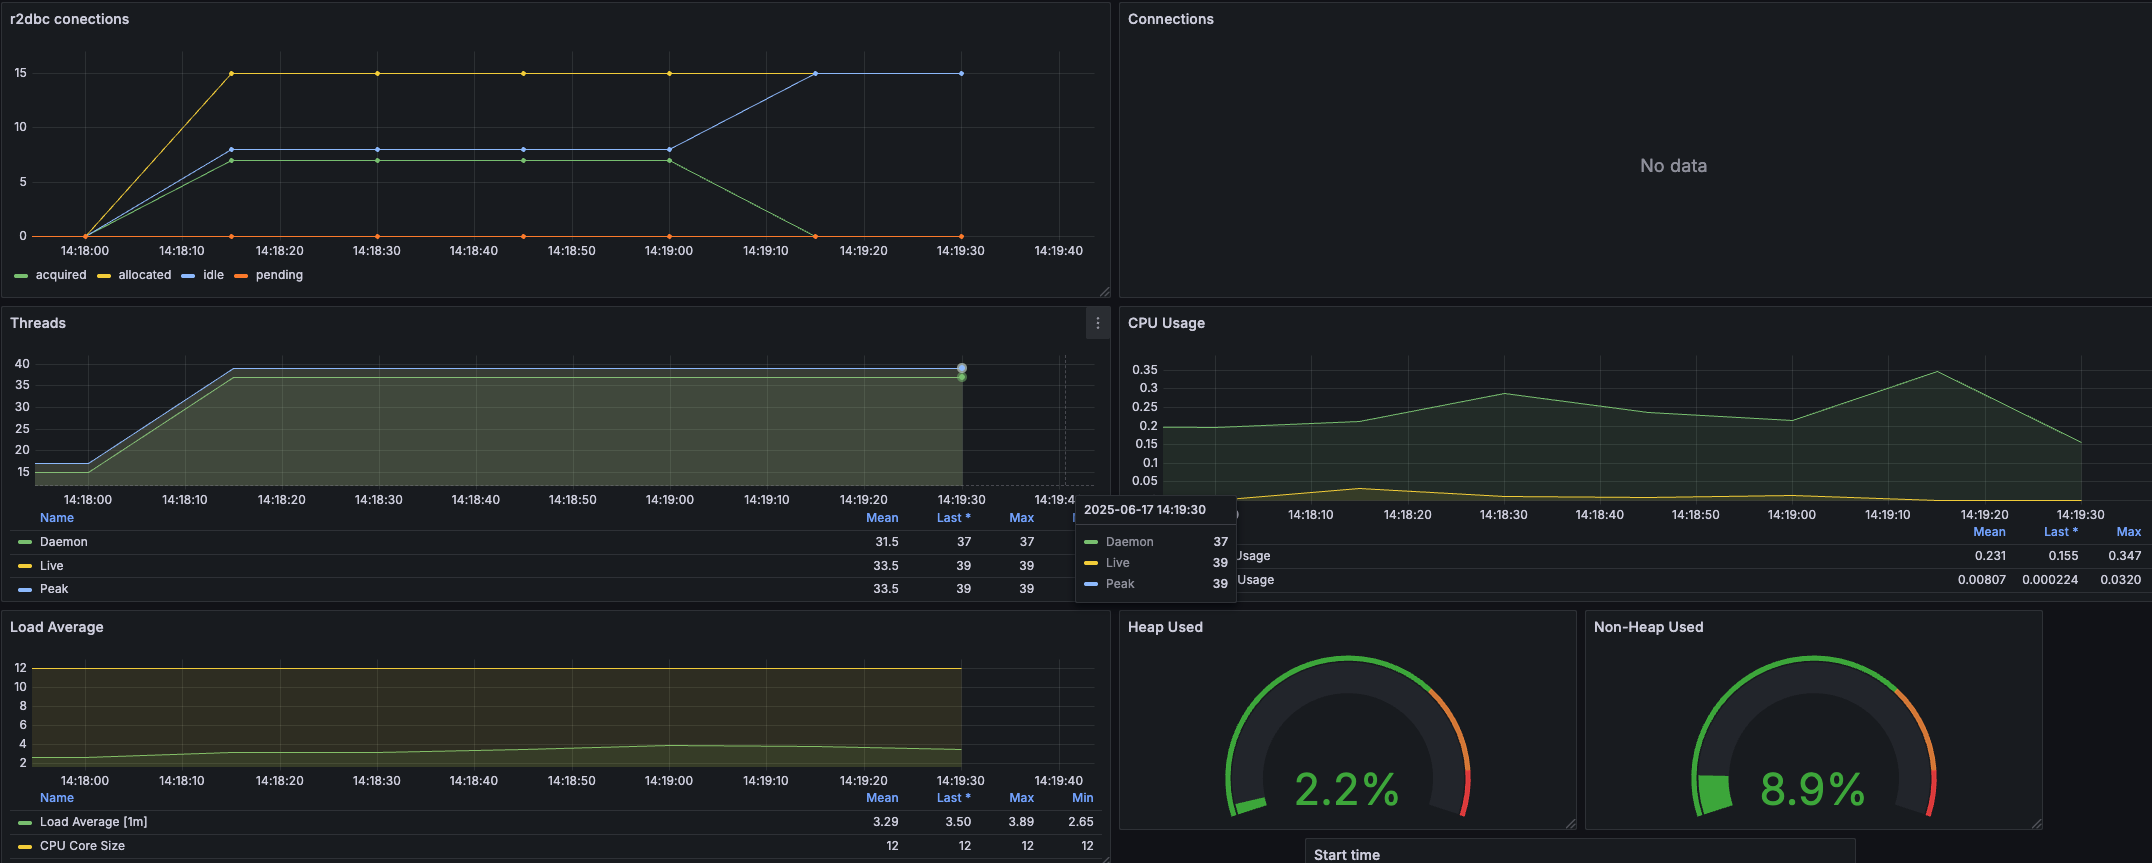 r2dbc conections
15
10
5
0
14:18:00 14:18:10 14:18:20 14:18:30 14:18:40 14:18:50 14:19:00 14:19:10 14:19:20 14:19:30 14:19:40
acquired allocated idle pending
Connections
No data
Threads
40
35
30
25
20
15
14:18:00 14:18:10 14:18:20 14:18:30 14:18:40 14:18:50 14:19:00 14:19:10 14:19:20 14:19:30 14:19:4
Name Mean Last * Max
Daemon 31.5 37 37
Live 33.5 39 39
Peak 33.5 39 39
2025-06-17 14:19:30
Daemon 37
Live 39
Peak 39
CPU Usage
0.35
0.3
0.25
0.2
0.15
0.1
0.05
14:18:10 14:18:20 14:18:30 14:18:40 14:18:50 14:19:00 14:19:10 14:19:20 14:19:30
Mean Last * Max
Usage 0.231 0.155 0.347
Usage 0.00807 0.000224 0.0320
Load Average
12
10
8
6
4
2
14:18:00 14:18:10 14:18:20 14:18:30 14:18:40 14:18:50 14:19:00 14:19:10 14:19:20 14:19:30 14:19:40
Name Mean Last * Max Min
Load Average [1m] 3.29 3.50 3.89 2.65
CPU Core Size 12 12 12 12
Heap Used
2.2%
Non-Heap Used
8.9%
Start time